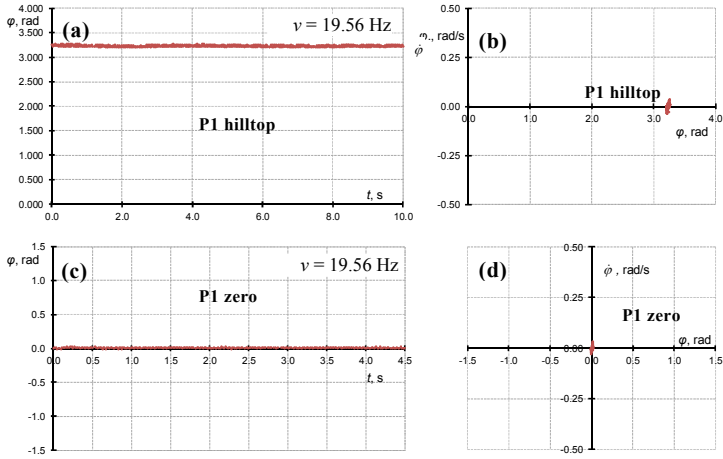 φ, rad
4.000
3.500
3.000
2.500
2.000
1.500
1.000
0.500
0.000
(a)
ν = 19.56 Hz
P1 hilltop
t, s
0.0 2.0 4.0 6.0 8.0 10.0
0.50
0.25
0.00
-0.25
-0.50
φ̇ , rad/s
(b)
P1 hilltop
0.0 1.0 2.0 3.0 4.0
φ, rad
φ, rad
1.5
1.0
0.5
0.0
-0.5
-1.0
-1.5
(c)
ν = 19.56 Hz
P1 zero
0.0 0.5 1.0 1.5 2.0 2.5 3.0 3.5 4.0 4.5
t, s
0.50
0.25
0.00
-0.25
-0.50
(d)
φ̇ , rad/s
P1 zero
φ, rad
-1.5 -1.0 -0.5 0.0 0.5 1.0 1.5